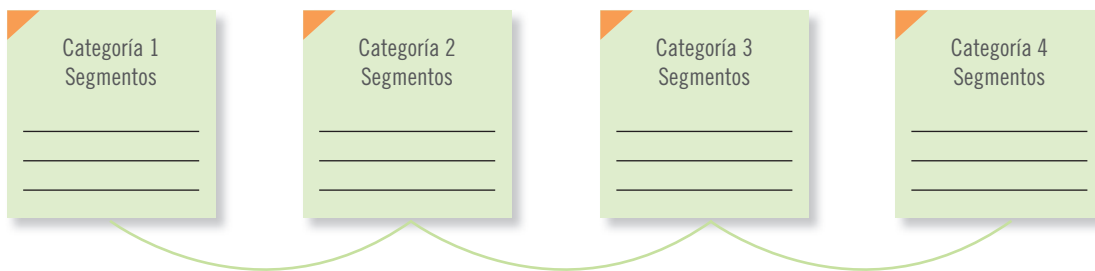 Categoría 1
Segmentos
Categoría 2
Segmentos
Categoría 3
Segmentos
Categoría 4
Segmentos